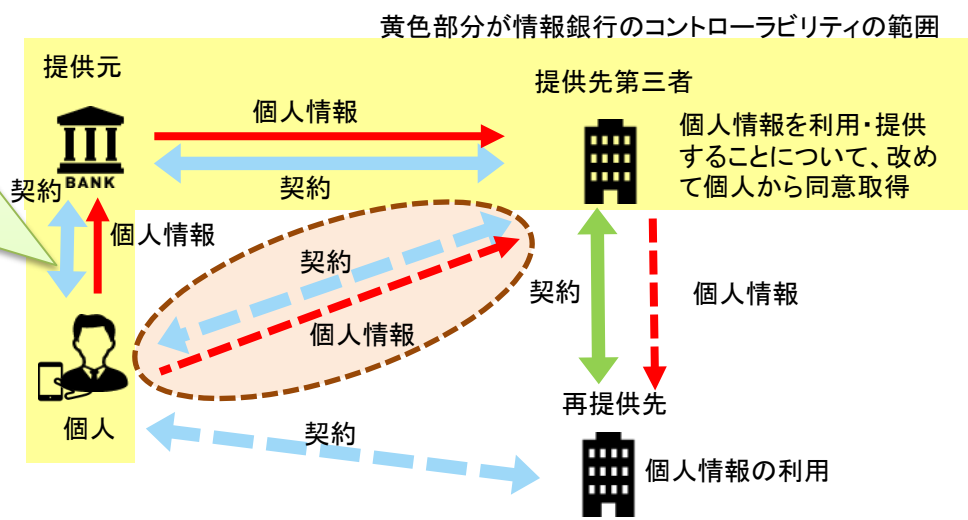 黄色部分が情報銀行のコントローラビリティの範囲
提供元
提供先第三者
個人情報
個人情報を利用・提供
することについて、改め
て個人から同意取得
BANK
契約
契約
個人情報
契約
個人情報
契約
個人情報
再提供先
個人
契約
個人情報の利用